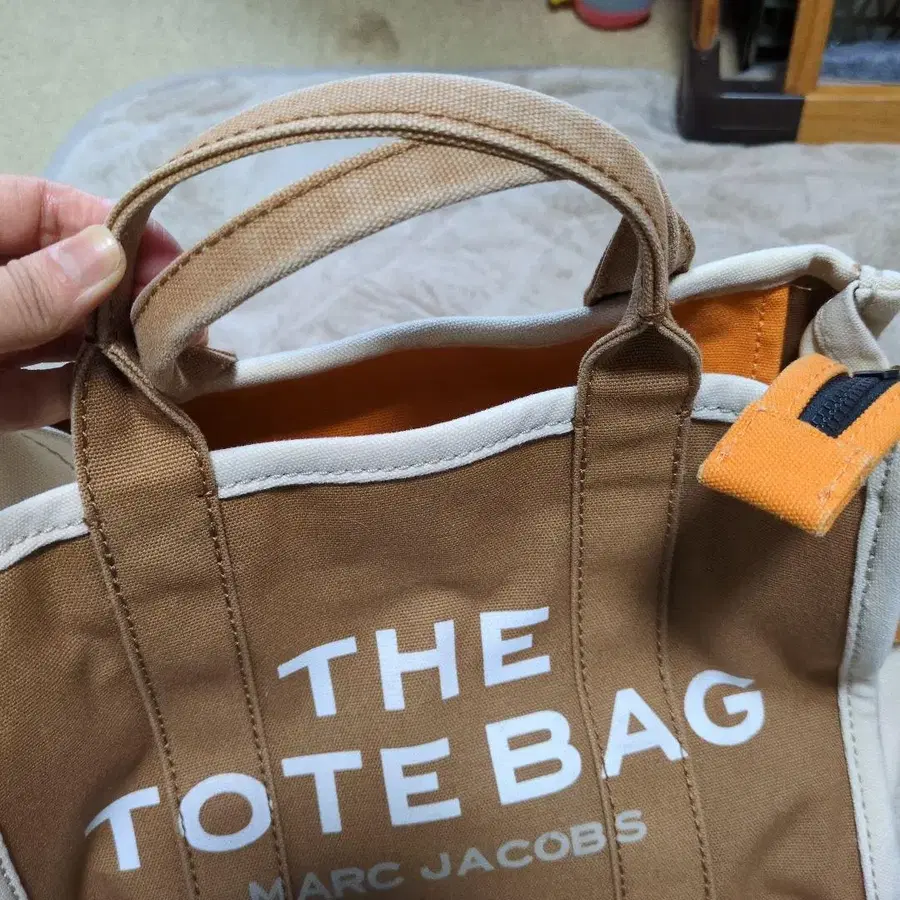 THE
TOTE BAG
MARC JACOBS